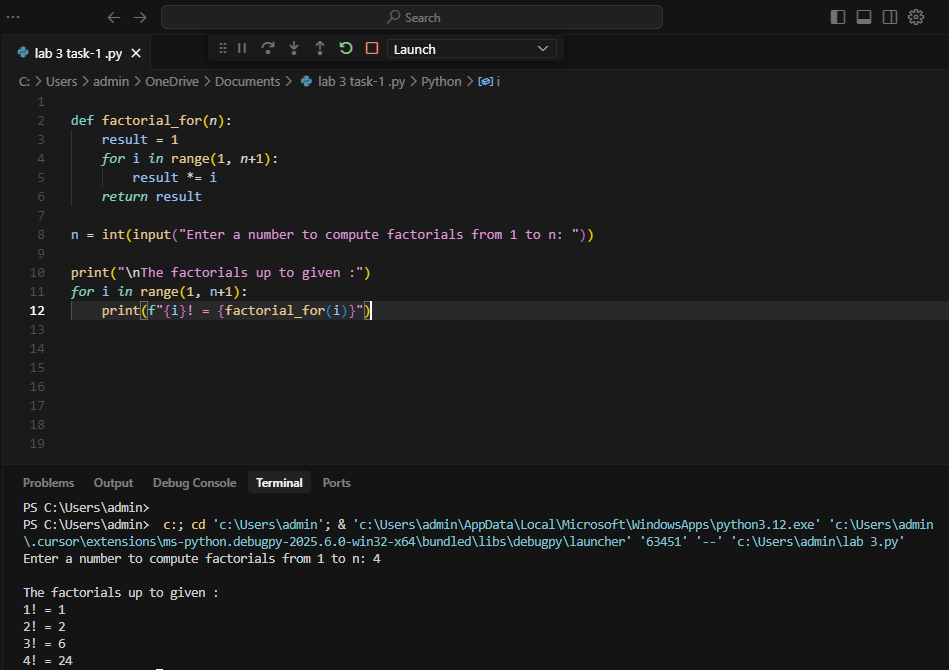 Search
lab 3 task-1 .py
Launch
C: > Users > admin > OneDrive > Documents > lab 3 task-1 .py > Python > i
1
2 def factorial_for(n):
3     result = 1
4     for i in range(1, n+1):
5         result *= i
6     return result
7
8 n = int(input("Enter a number to compute factorials from 1 to n: "))
9
10 print("\nThe factorials up to given :")
11 for i in range(1, n+1):
12     print(f"{i}! = {factorial_for(i)}")
13
14
15
16
17
18
19
Problems Output Debug Console Terminal Ports
PS C:\Users\admin>
PS C:\Users\admin>  c:; cd 'c:\Users\admin'; & 'c:\Users\admin\AppData\Local\Microsoft\WindowsApps\python3.12.exe' 'c:\Users\admin
\.cursor\extensions\ms-python.debugpy-2025.6.0-win32-x64\bundled\libs\debugpy\launcher' '63451' '--' 'c:\Users\admin\lab 3.py'
Enter a number to compute factorials from 1 to n: 4

The factorials up to given :
1! = 1
2! = 2
3! = 6
4! = 24